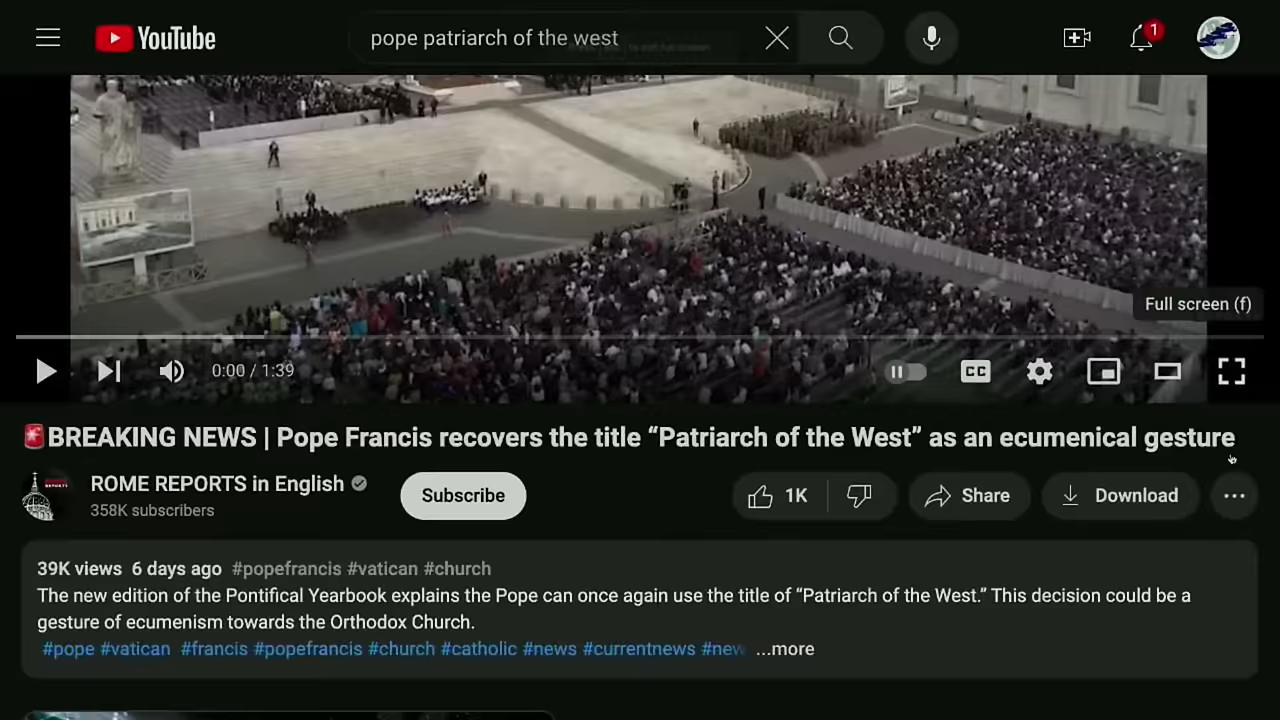 YouTube
pope patriarch of the west
1
Full screen (f)
0:00 / 1:39
CC
🚨BREAKING NEWS | Pope Francis recovers the title “Patriarch of the West” as an ecumenical gesture
ROME REPORTS in English
358K subscribers
Subscribe
1K
Share
Download
39K views 6 days ago #popefrancis #vatican #church
The new edition of the Pontifical Yearbook explains the Pope can once again use the title of “Patriarch of the West.” This decision could be a
gesture of ecumenism towards the Orthodox Church.
#pope #vatican #francis #popefrancis #church #catholic #news #currentnews #new ...more